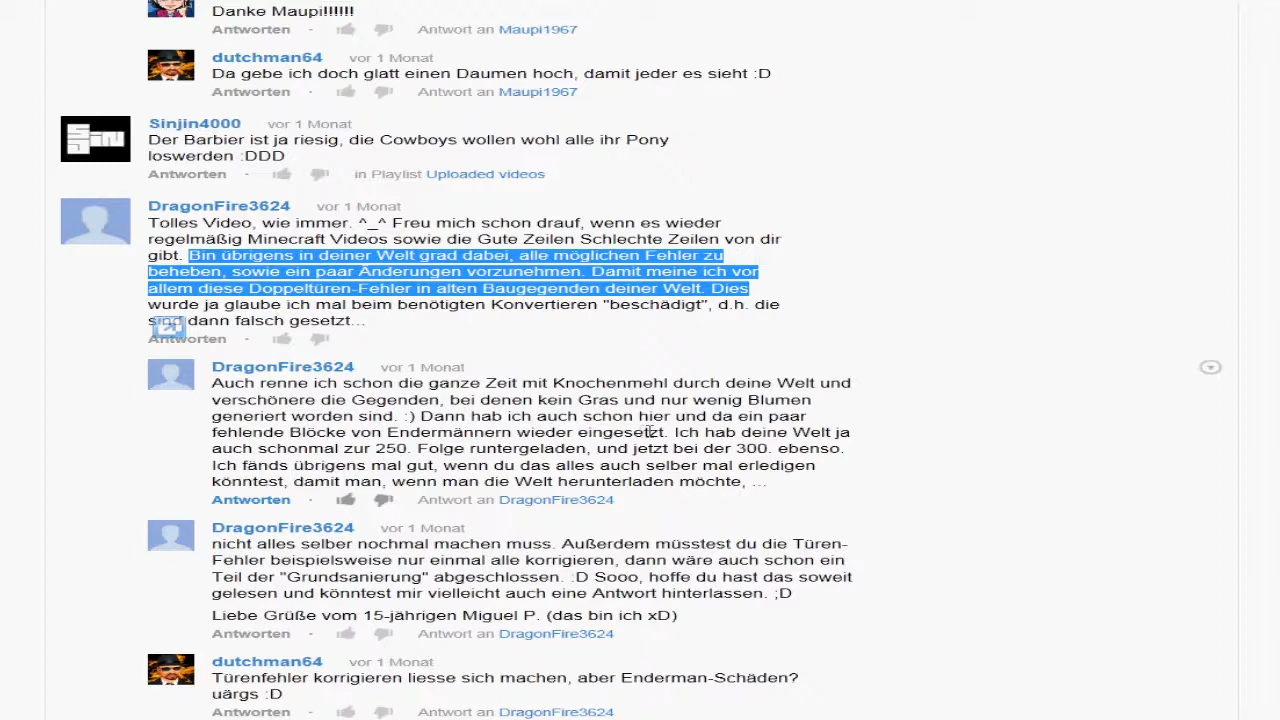 Danke Maupi!!!!!!
Antworten · Antwort an Maupi1967
dutchman64 vor 1 Monat
Da gebe ich doch glatt einen Daumen hoch, damit jeder es sieht :D
Antworten · Antwort an Maupi1967
Sinjin4000 vor 1 Monat
SiN
Der Barbier ist ja riesig, die Cowboys wollen wohl alle ihr Pony
loswerden :DDD
Antworten · in Playlist Uploaded videos
DragonFire3624 vor 1 Monat
Tolles Video, wie immer. ^_^ Freu mich schon drauf, wenn es wieder
regelmäßig Minecraft Videos sowie die Gute Zeilen Schlechte Zeilen von dir
gibt. Bin übrigens in deiner Welt grad dabei, alle möglichen Fehler zu
beheben, sowie ein paar Änderungen vorzunehmen. Damit meine ich vor
allem diese Doppeltüren-Fehler in alten Baugegenden deiner Welt. Dies
wurde ja glaube ich mal beim benötigten Konvertieren "beschädigt", d.h. die
sind dann falsch gesetzt...
Antworten ·
DragonFire3624 vor 1 Monat
Auch renne ich schon die ganze Zeit mit Knochenmehl durch deine Welt und
verschönere die Gegenden, bei denen kein Gras und nur wenig Blumen
generiert worden sind. :) Dann hab ich auch schon hier und da ein paar
fehlende Blöcke von Endermännern wieder eingesetzt. Ich hab deine Welt ja
auch schonmal zur 250. Folge runtergeladen, und jetzt bei der 300. ebenso.
Ich fänds übrigens mal gut, wenn du das alles auch selber mal erledigen
könntest, damit man, wenn man die Welt herunterladen möchte, ...
Antworten · Antwort an DragonFire3624
DragonFire3624 vor 1 Monat
nicht alles selber nochmal machen muss. Außerdem müsstest du die Türen-
Fehler beispielsweise nur einmal alle korrigieren, dann wäre auch schon ein
Teil der "Grundsanierung" abgeschlossen. :D Sooo, hoffe du hast das soweit
gelesen und könntest mir vielleicht auch eine Antwort hinterlassen. ;D
Liebe Grüße vom 15-jährigen Miguel P. (das bin ich xD)
Antworten · Antwort an DragonFire3624
dutchman64 vor 1 Monat
Türenfehler korrigieren liesse sich machen, aber Enderman-Schäden?
uärgs :D
Antworten · Antwort an DragonFire3624